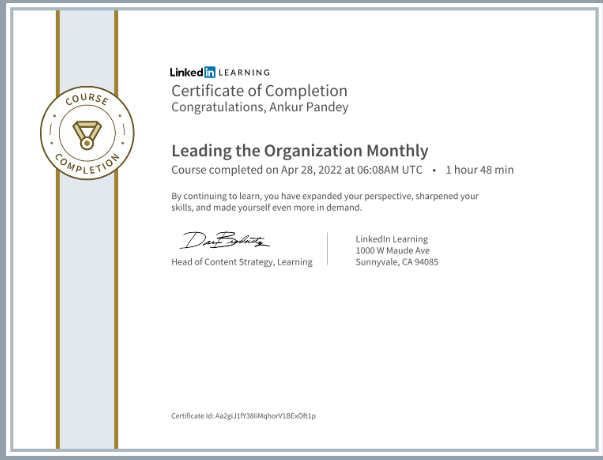 COURSE
COMPLETION
Linked in LEARNING
Certificate of Completion
Congratulations, Ankur Pandey
Leading the Organization Monthly
Course completed on Apr 28, 2022 at 06:08AM UTC • 1 hour 48 min
By continuing to learn, you have expanded your perspective, sharpened your
skills, and made yourself even more in demand.
Head of Content Strategy, Learning
LinkedIn Learning
1000 W Maude Ave
Sunnyvale, CA 94085
Certificate Id: